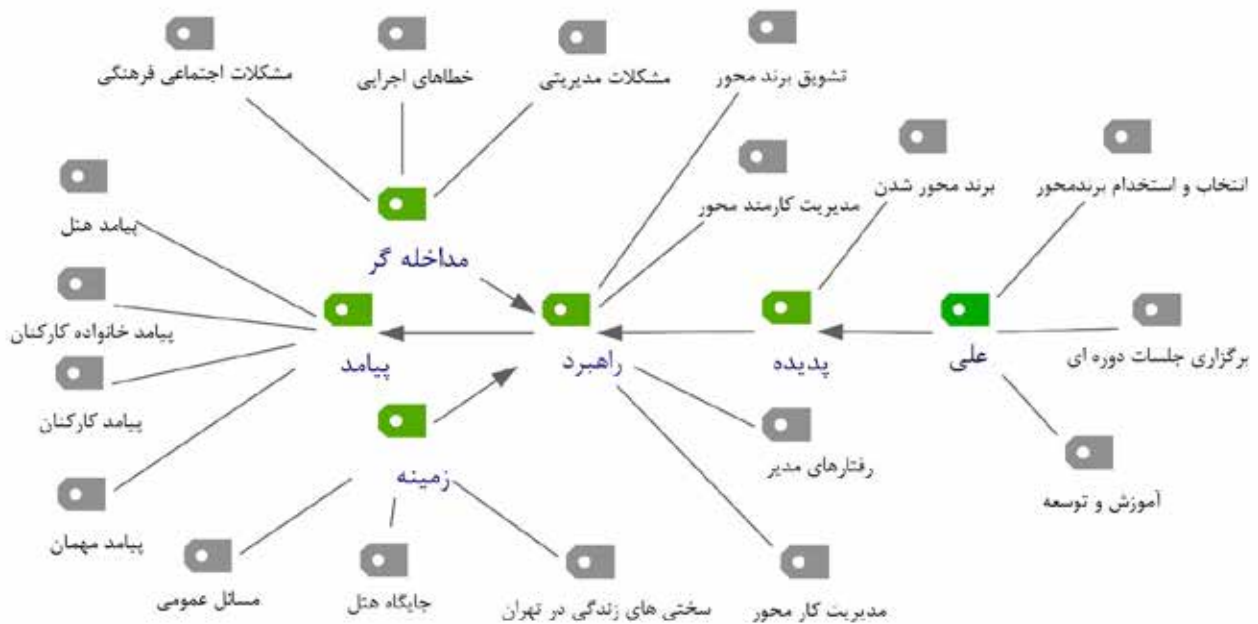 تشویق برند محور
مشکلات مدیریتی
خطاهای اجرایی
مشکلات اجتماعی فرهنگی
انتخاب و استخدام برندمحور
برند محور شدن
مدیریت کارمند محور
پیامد هتل
مداخله گر
برگزاری جلسات دوره ای
علی
پدیده
راهبرد
پیامد
پیامد خانواده کارکنان
پیامد کارکنان
رفتارهای مدیر
زمینه
آموزش و توسعه
پیامد مهمان
مدیریت کار محور
سختی های زندگی در تهران
جایگاه هتل
مسائل عمومی